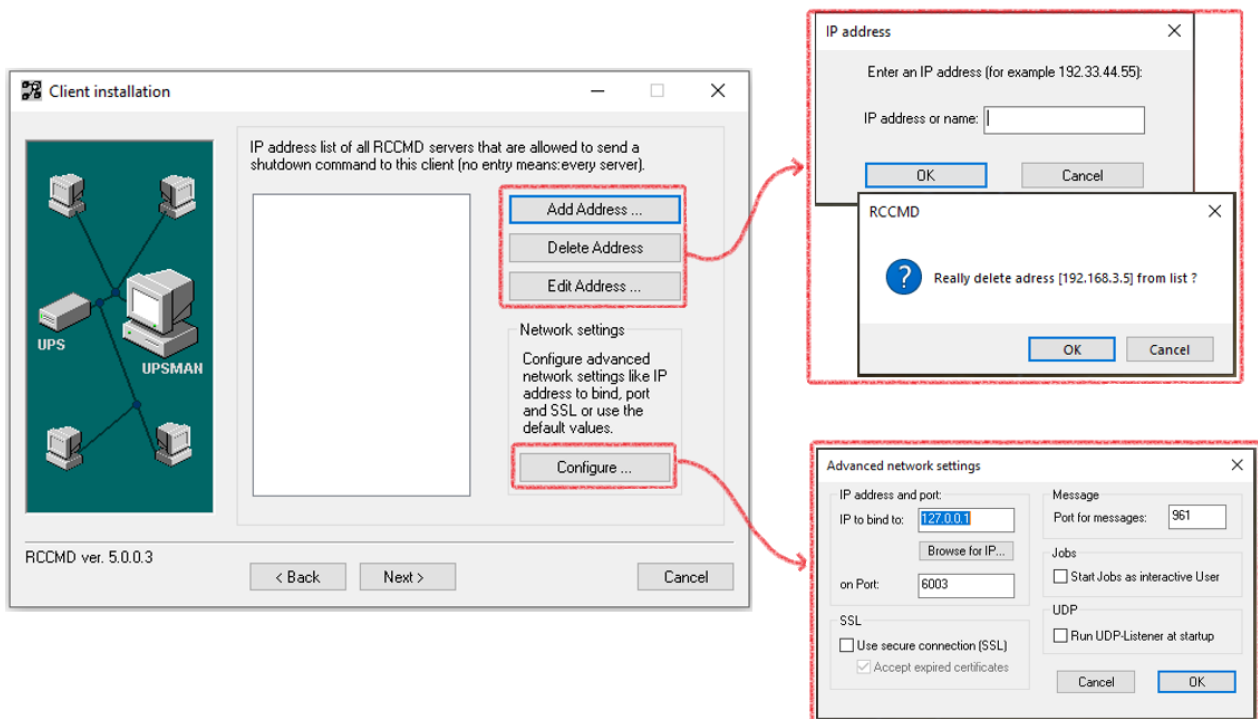 Client installation
IP address list of all RCCMD servers that are allowed to send a
shutdown command to this client (no entry means:every server).
Add Address ...
Delete Address
Edit Address ...
Network settings
Configure advanced
network settings like IP
address to bind, port
and SSL or use the
default values.
Configure ...
UPS
UPSMAN
RCCMD ver. 5.0.0.3
< Back
Next >
Cancel
IP address
Enter an IP address (for example 192.33.44.55):
IP address or name:
OK
Cancel
RCCMD
Really delete adress [192.168.3.5] from list ?
OK
Cancel
Advanced network settings
IP address and port:
IP to bind to: 127.0.0.1
Browse for IP...
on Port: 6003
SSL
Use secure connection (SSL)
Accept expired certificates
Message
Port for messages: 961
Jobs
Start Jobs as interactive User
UDP
Run UDP-Listener at startup
Cancel
OK